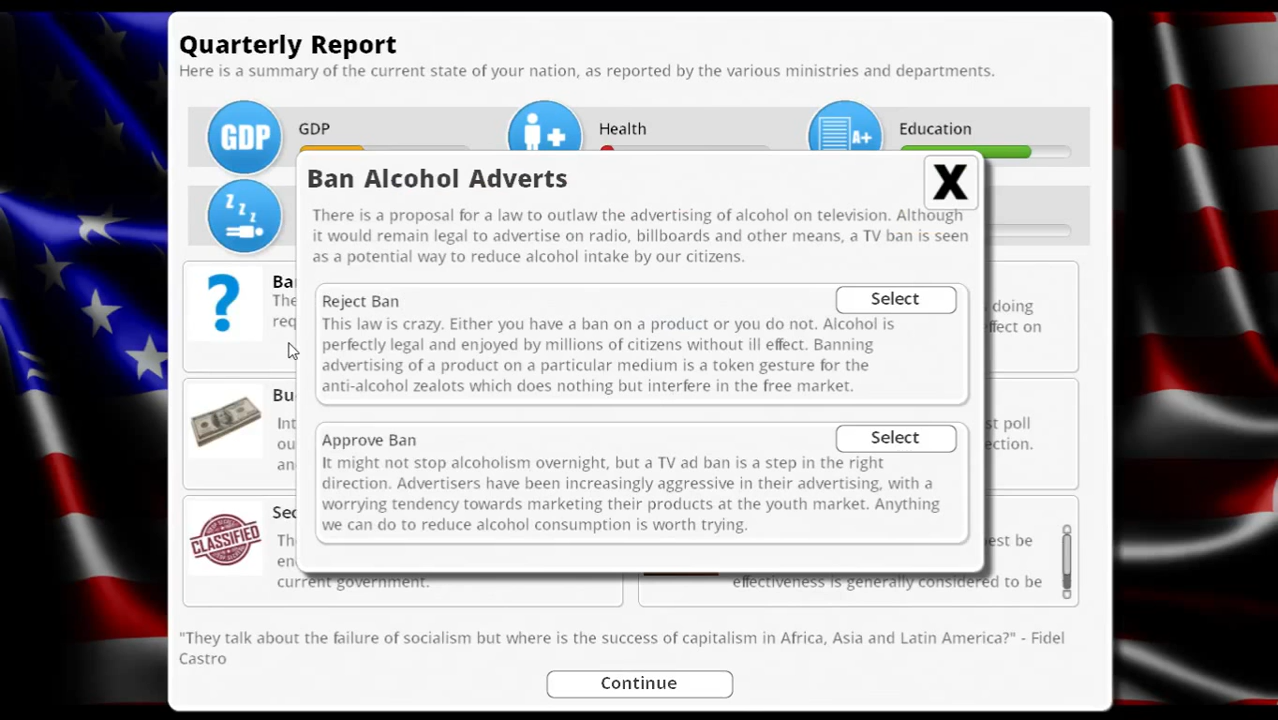 Quarterly Report
Here is a summary of the current state of your nation, as reported by the various ministries and departments.
GDP
GDP
Health
A+
Education
Z Z Z
Ban Alcohol Adverts
X
There is a proposal for a law to outlaw the advertising of alcohol on television. Although
it would remain legal to advertise on radio, billboards and other means, a TV ban is seen
as a potential way to reduce alcohol intake by our citizens.
Reject Ban
Select
This law is crazy. Either you have a ban on a product or you do not. Alcohol is
perfectly legal and enjoyed by millions of citizens without ill effect. Banning
advertising of a product on a particular medium is a token gesture for the
anti-alcohol zealots which does nothing but interfere in the free market.
Approve Ban
Select
It might not stop alcoholism overnight, but a TV ad ban is a step in the right
direction. Advertisers have been increasingly aggressive in their advertising, with a
worrying tendency towards marketing their products at the youth market. Anything
we can do to reduce alcohol consumption is worth trying.
?
doing
on
poll
CLASSIFIED
be
current government.
effectiveness is generally considered to be
"They talk about the failure of socialism but where is the success of capitalism in Africa, Asia and Latin America?" - Fidel
Castro
Continue